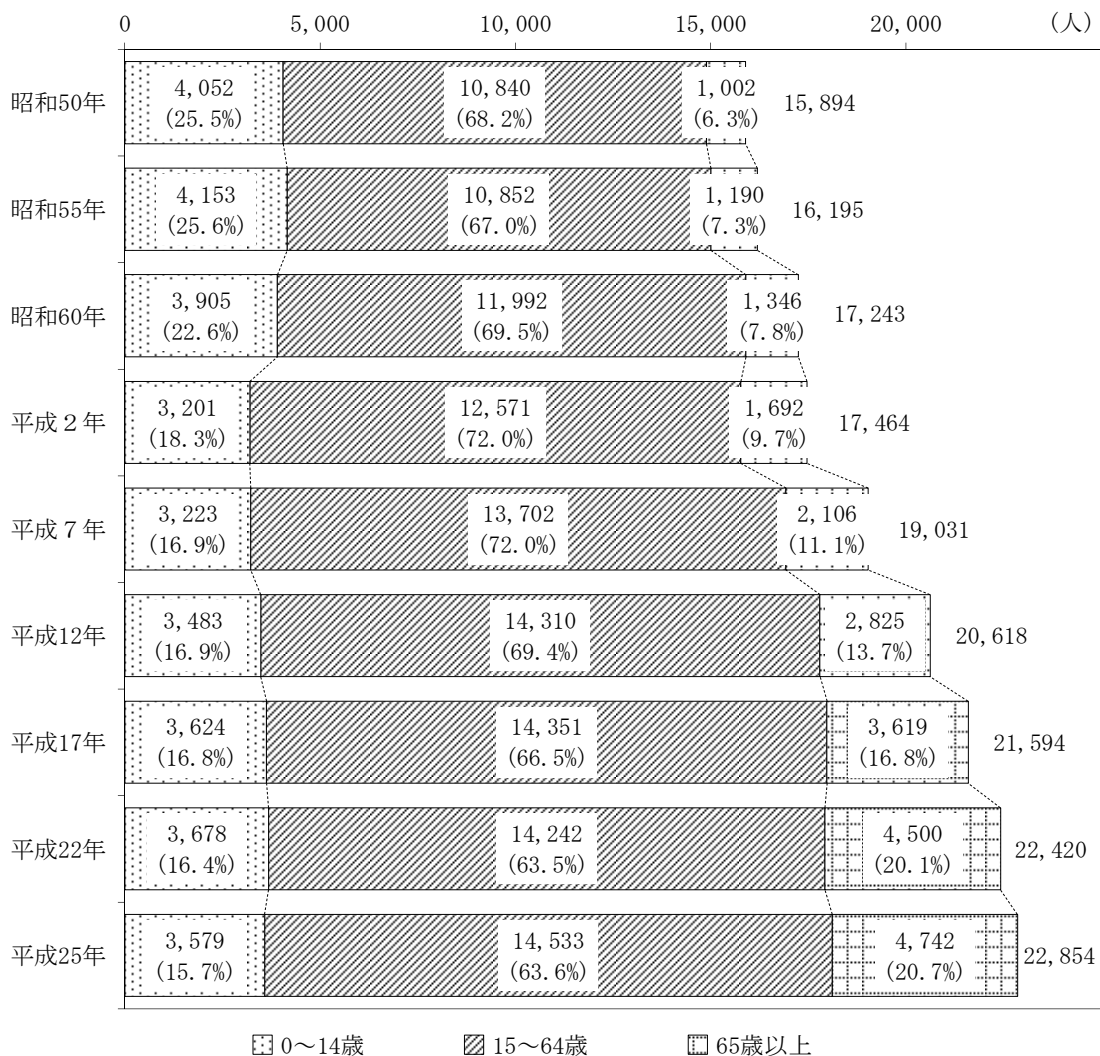 0 5,000 10,000 15,000 20,000 (人)
4,052 10,840 1,002
昭和50年 15,894
(25.5%) (68.2%) (6.3%)
4,153 10,852 1,190
昭和55年 16,195
(25.6%) (67.0%) (7.3%)
3,905 11,992 1,346
昭和60年 17,243
(22.6%) (69.5%) (7.8%)
3,201 12,571 1,692
平成2年 17,464
(18.3%) (72.0%) (9.7%)
3,223 13,702 2,106
平成7年 19,031
(16.9%) (72.0%) (11.1%)
3,483 14,310 2,825
平成12年 20,618
(16.9%) (69.4%) (13.7%)
3,624 14,351 3,619
平成17年 21,594
(16.8%) (66.5%) (16.8%)
3,678 14,242 4,500
平成22年 22,420
(16.4%) (63.5%) (20.1%)
3,579 14,533 4,742
平成25年 22,854
(15.7%) (63.6%) (20.7%)
0～14歳 15～64歳 65歳以上